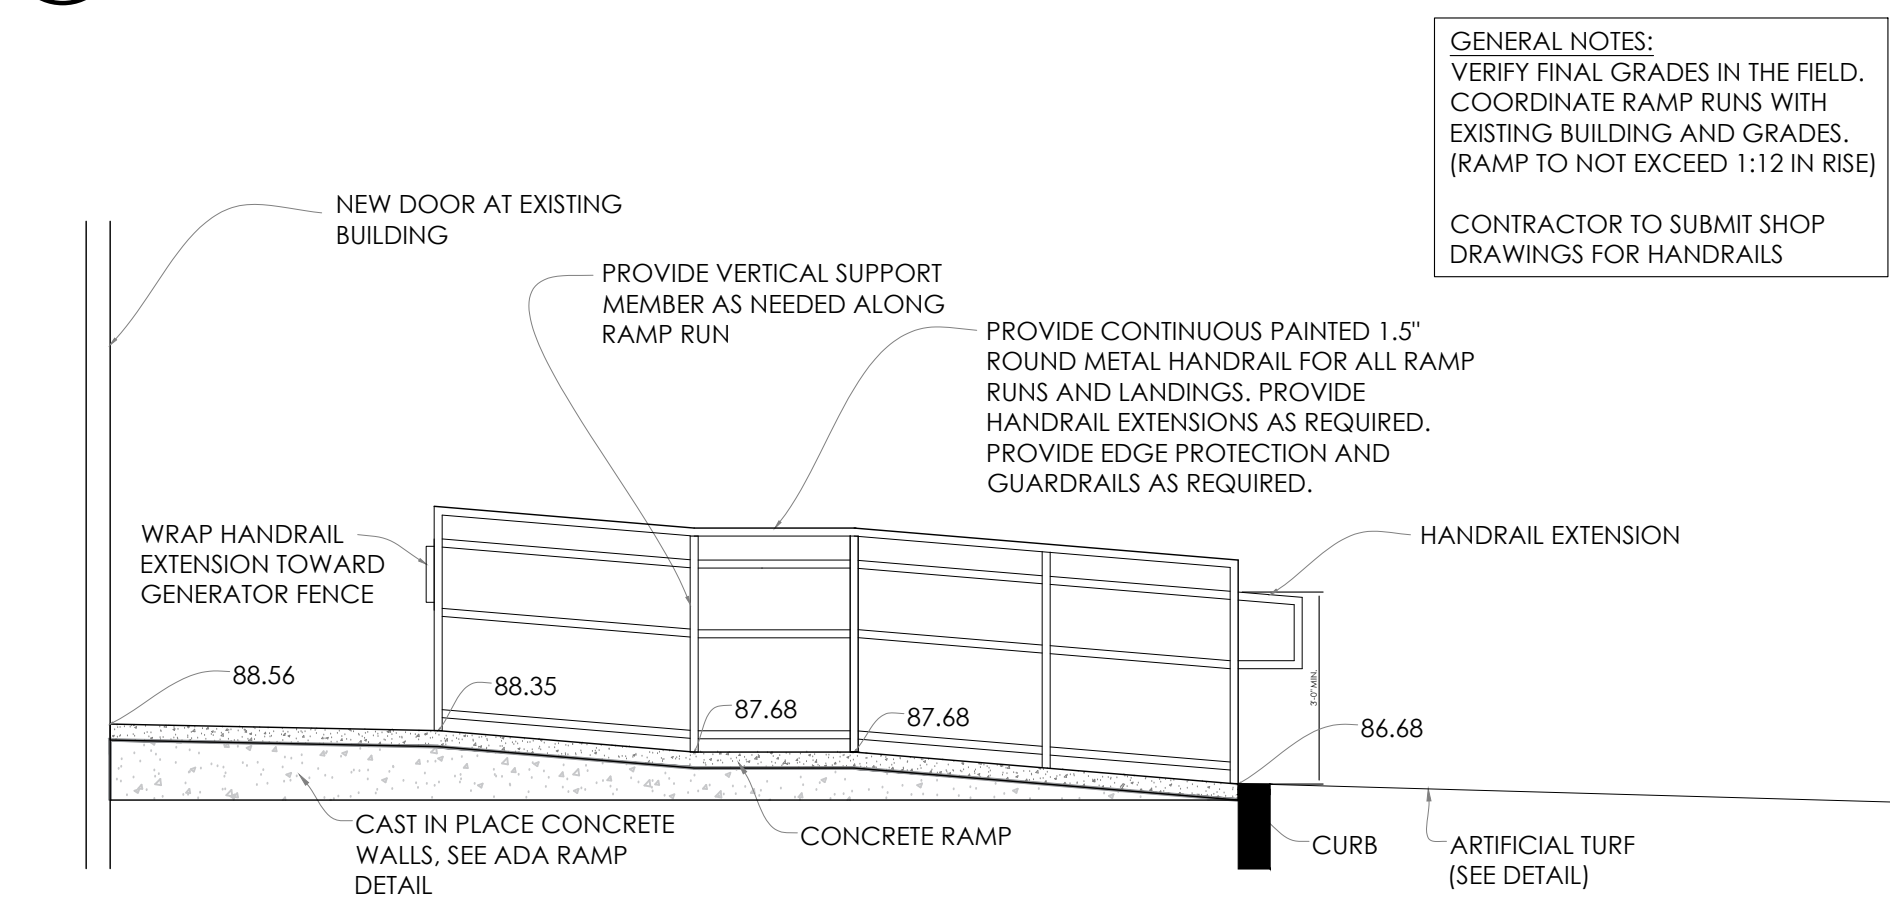 GENERAL NOTES:
VERIFY FINAL GRADES IN THE FIELD.
COORDINATE RAMP RUNS WITH
EXISTING BUILDING AND GRADES.
(RAMP TO NOT EXCEED 1:12 IN RISE)
CONTRACTOR TO SUBMIT SHOP
DRAWINGS FOR HANDRAILS
NEW DOOR AT EXISTING
BUILDING
PROVIDE VERTICAL SUPPORT
MEMBER AS NEEDED ALONG
RAMP RUN
PROVIDE CONTINUOUS PAINTED 1.5"
ROUND METAL HANDRAIL FOR ALL RAMP
RUNS AND LANDINGS. PROVIDE
HANDRAIL EXTENSIONS AS REQUIRED.
PROVIDE EDGE PROTECTION AND
GUARDRAILS AS REQUIRED.
WRAP HANDRAIL
EXTENSION TOWARD
GENERATOR FENCE
HANDRAIL EXTENSION
88.56
88.35
87.68
87.68
3'-0" MIN.
86.68
CAST IN PLACE CONCRETE
WALLS, SEE ADA RAMP
DETAIL
CONCRETE RAMP
CURB
ARTIFICIAL TURF
(SEE DETAIL)